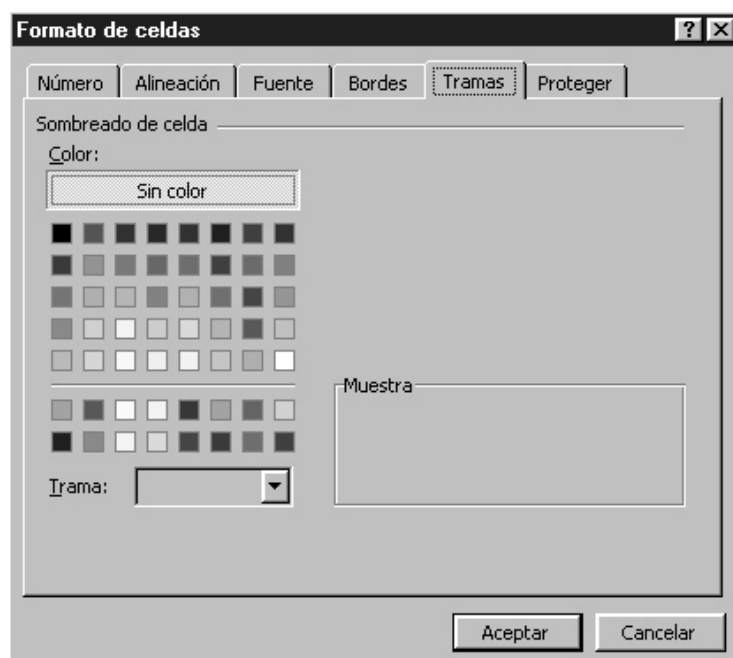 Formato de celdas
Número Alineación Fuente Bordes Tramas Proteger
Sombreado de celda
Color:
Sin color
Muestra
Trama:
Aceptar Cancelar